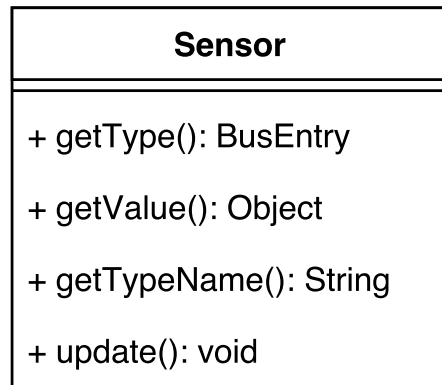 Sensor
+ getType(): BusEntry
+ getValue(): Object
+ getTypeName(): String
+ update(): void